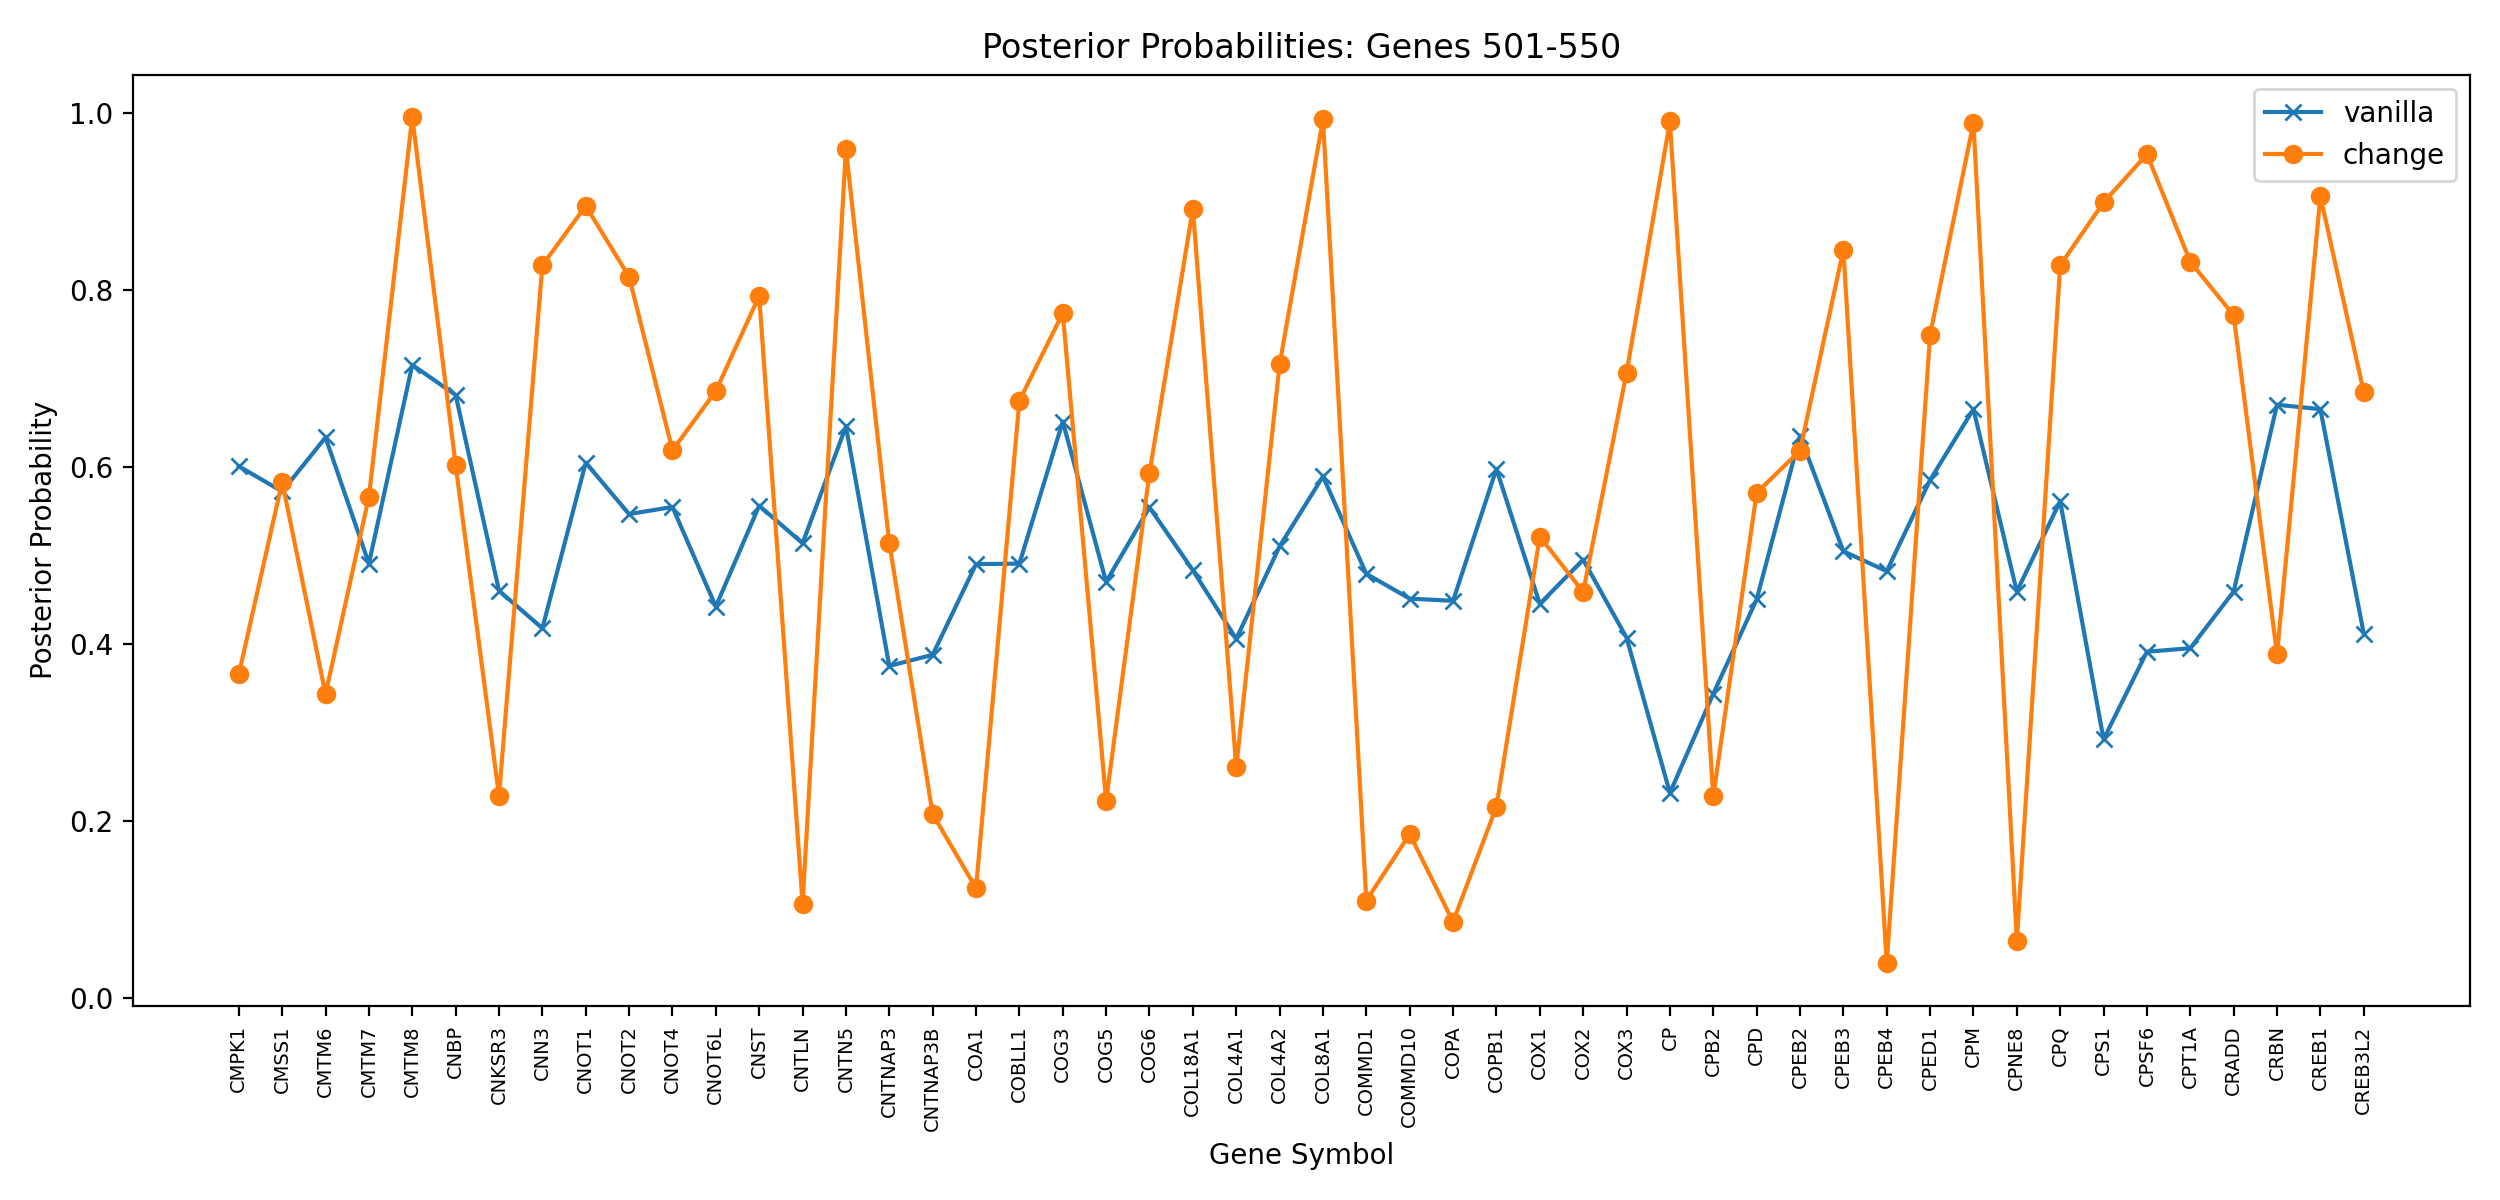 Posterior Probabilities: Genes 501-550
vanilla
change
Posterior Probability
1.0
0.8
0.6
0.4
0.2
0.0
CMPK1
CMSS1
CMTM6
CMTM7
CMTM8
CNBP
CNKSR3
CNN3
CNOT1
CNOT2
CNOT4
CNOT6L
CNST
CNTLN
CNTN5
CNTNAP3
CNTNAP3B
COA1
COBLL1
COG3
COG5
COG6
COL18A1
COL4A1
COL4A2
COL8A1
COMMD1
COMMD10
COPA
COPB1
COX1
COX2
COX3
CP
CPB2
CPD
CPEB2
CPEB3
CPEB4
CPED1
CPM
CPNE8
CPQ
CPS1
CPSF6
CPT1A
CRADD
CRBN
CREB1
CREB3L2
Gene Symbol